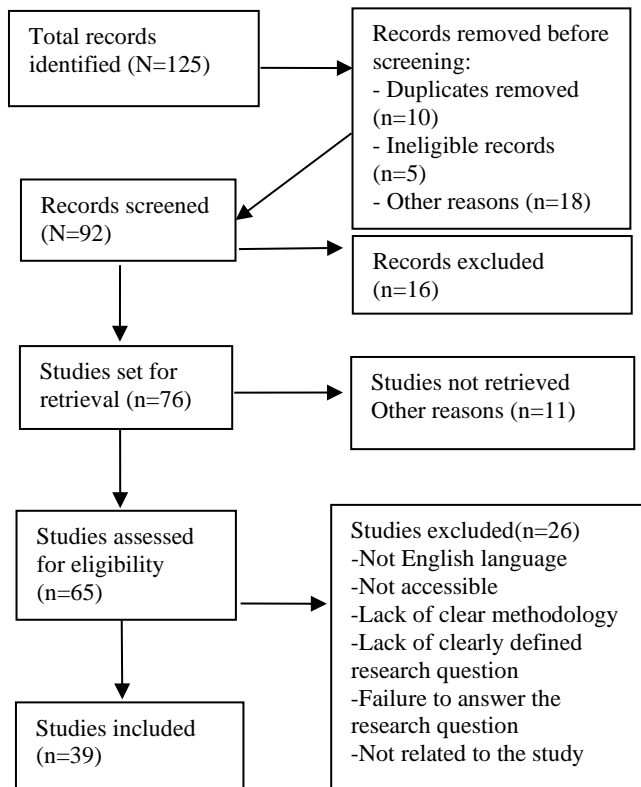 Total records
identified (N=125)
Records removed before
screening:
- Duplicates removed
(n=10)
- Ineligible records
(n=5)
- Other reasons (n=18)
Records screened
(N=92)
Records excluded
(n=16)
Studies set for
retrieval (n=76)
Studies not retrieved
Other reasons (n=11)
Studies assessed
for eligibility
(n=65)
Studies excluded(n=26)
-Not English language
-Not accessible
-Lack of clear methodology
-Lack of clearly defined
research question
-Failure to answer the
research question
-Not related to the study
Studies included
(n=39)